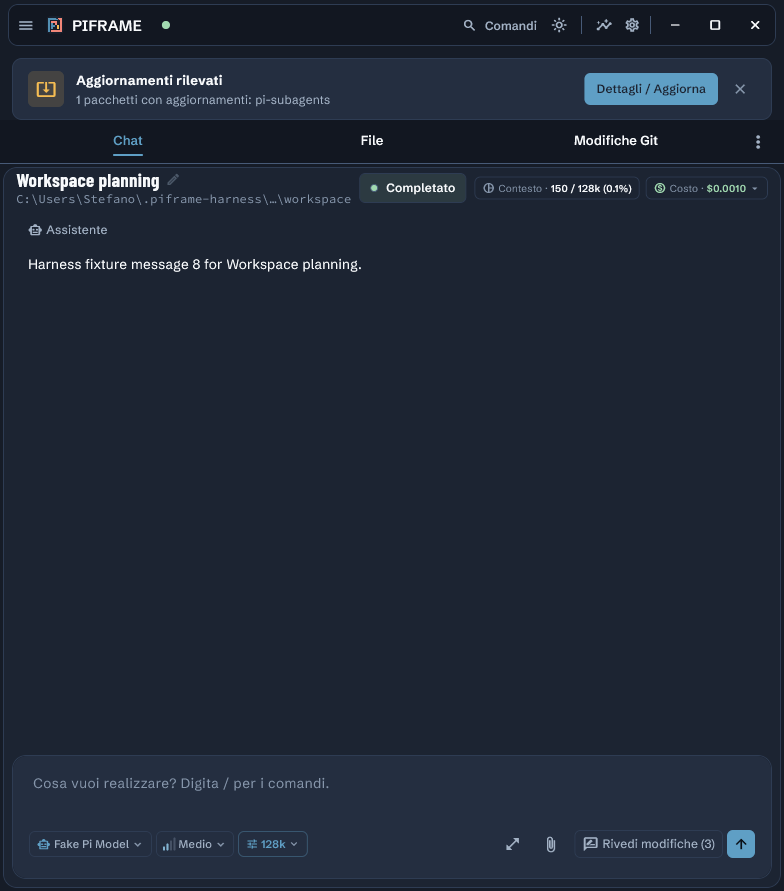 PIFRAME
Comandi
Aggiornamenti rilevati
1 pacchetti con aggiornamenti: pi-subagents
Dettagli / Aggiorna
Chat
File
Modifiche Git
Workspace planning
C:\Users\Stefano\.piframe-harness\…\workspace
Completato
Contesto · 150 / 128k (0.1%)
Costo · $0.0010
Assistente
Harness fixture message 8 for Workspace planning.
Cosa vuoi realizzare? Digita / per i comandi.
Fake Pi Model
Medio
128k
Rivedi modifiche (3)